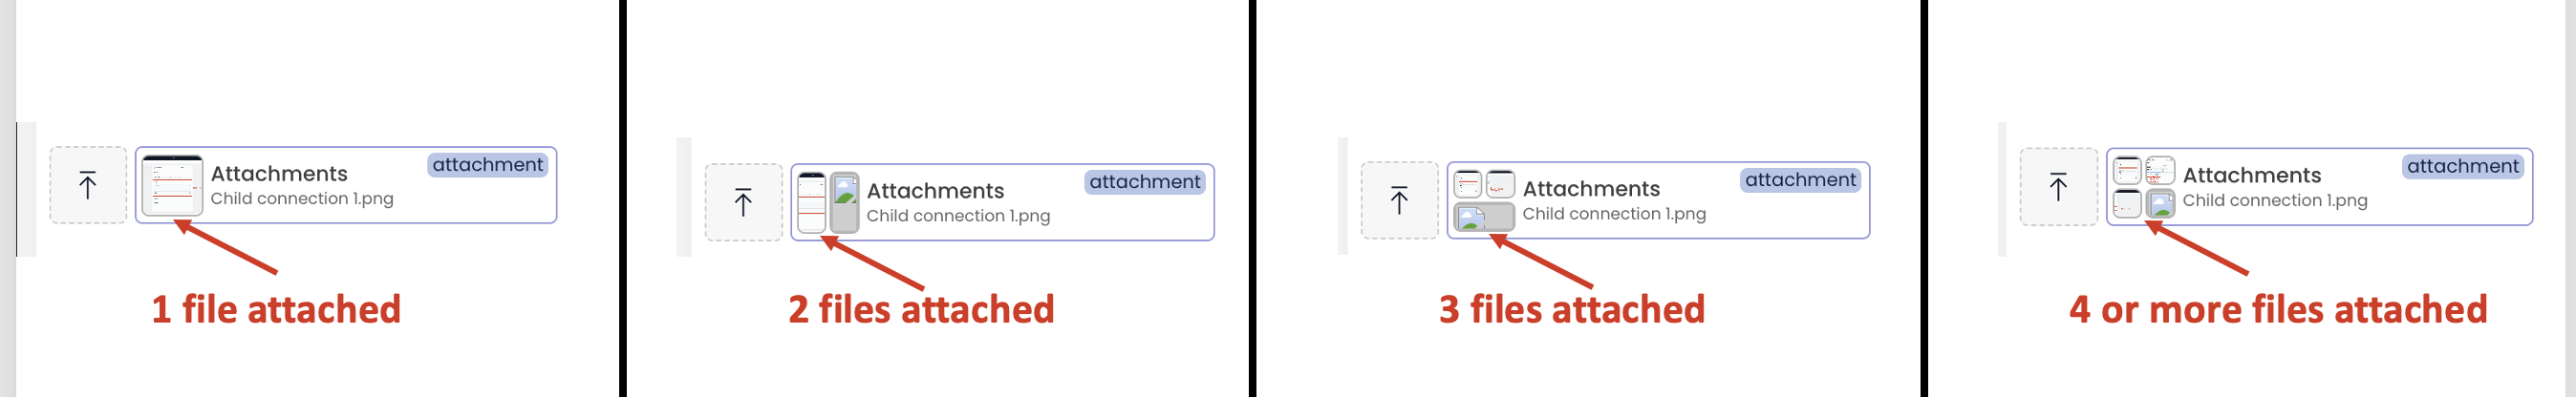 Attachments
attachment
Child connection 1.png
1 file attached
Attachments
attachment
Child connection 1.png
2 files attached
Attachments
attachment
Child connection 1.png
3 files attached
Attachments
attachment
Child connection 1.png
4 or more files attached